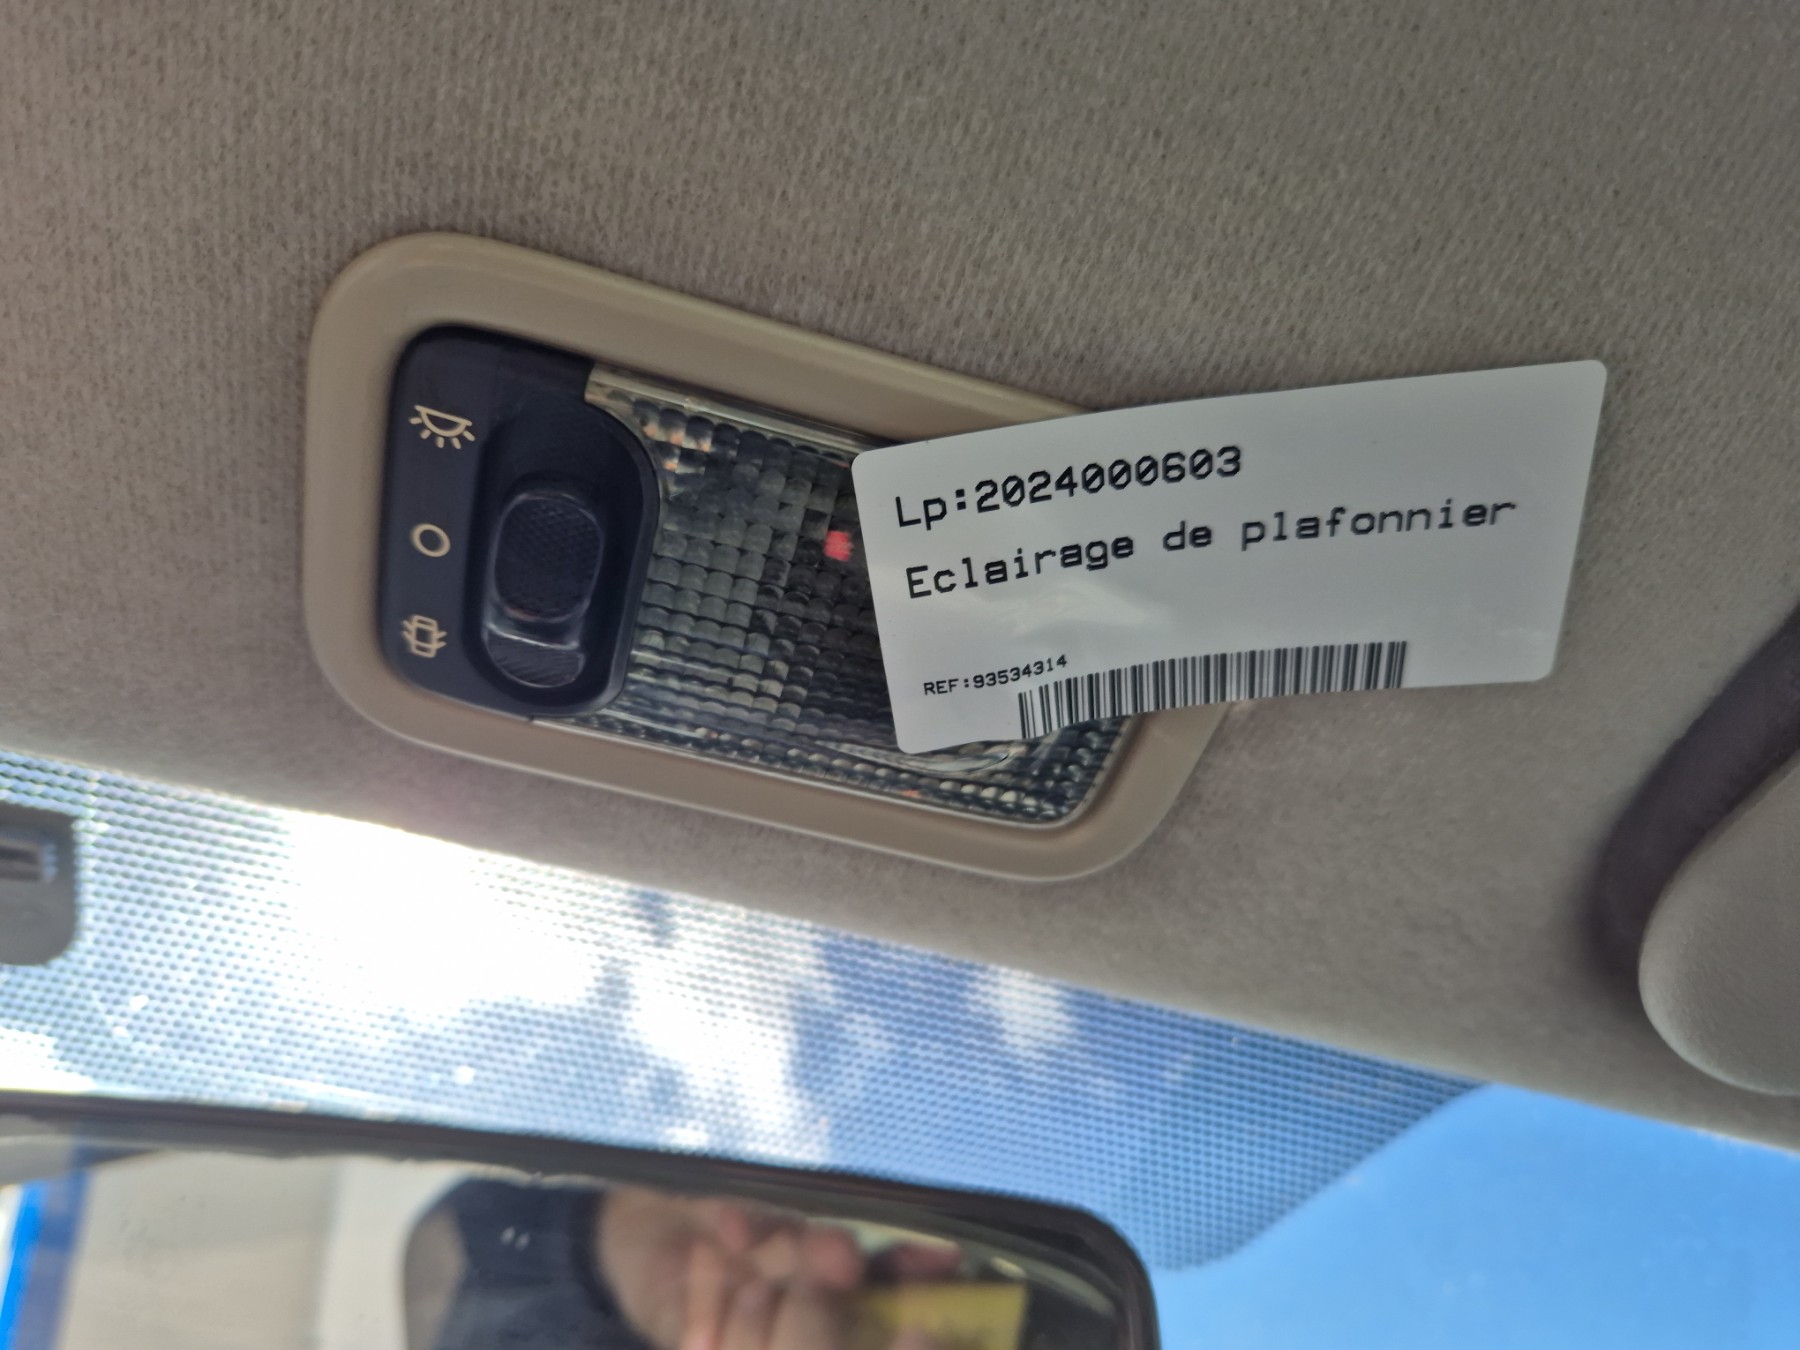 Lp:2024000603
Eclairage de plafonnier
REF:93534314